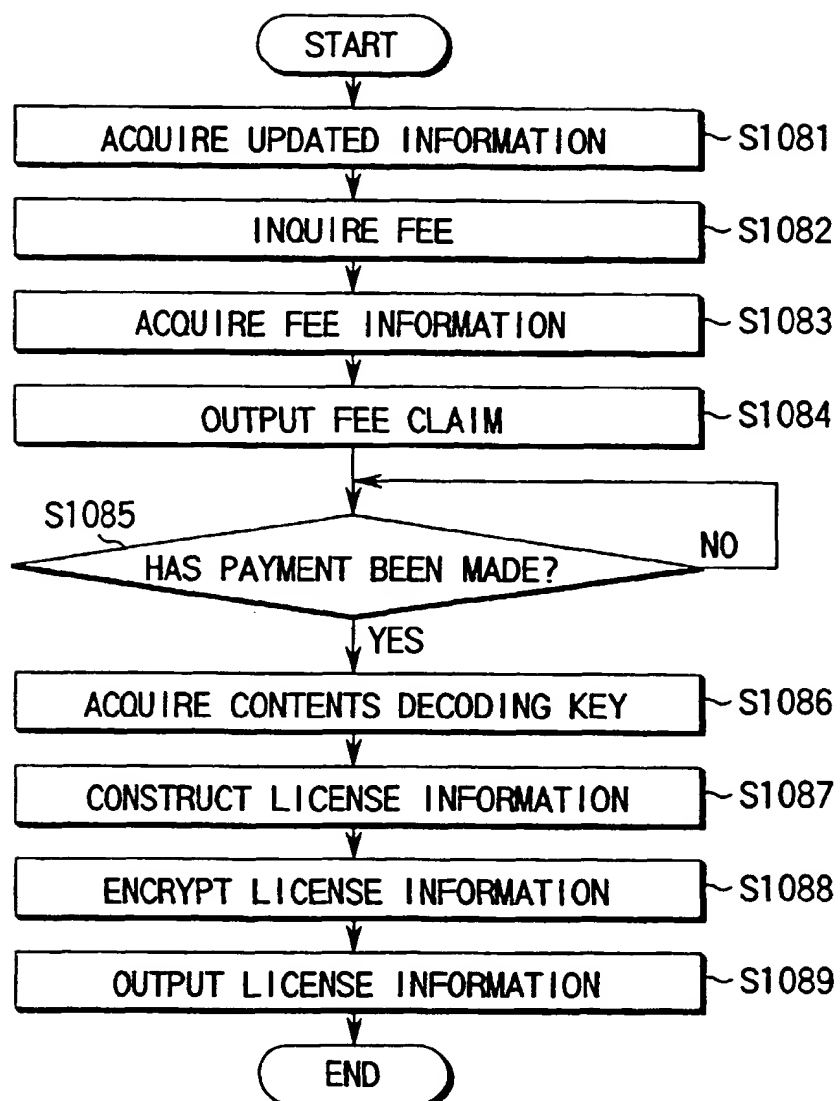 START
ACQUIRE UPDATED INFORMATION S1081
INQUIRE FEE S1082
ACQUIRE FEE INFORMATION S1083
OUTPUT FEE CLAIM S1084
S1085
HAS PAYMENT BEEN MADE? NO
YES
ACQUIRE CONTENTS DECODING KEY S1086
CONSTRUCT LICENSE INFORMATION S1087
ENCRYPT LICENSE INFORMATION S1088
OUTPUT LICENSE INFORMATION S1089
END